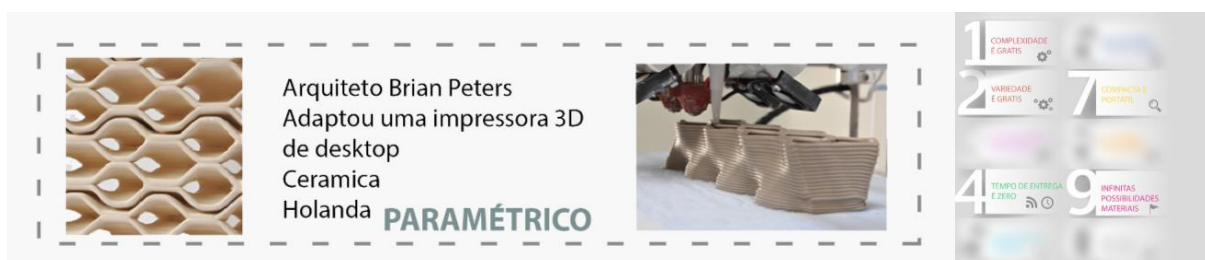 Arquiteto Brian Peters
Adaptou uma impressora 3D
de desktop
Ceramica
Holanda
PARAMÉTRICO
1
COMPLEXIDADE
É GRATIS
2
VARIEDADE
É GRATIS
7
COMPACTA E
PORTÁTIL
4
TEMPO DE ENTREGA
É ZERO
9
INFINITAS
POSSIBILIDADES
MATERIAIS